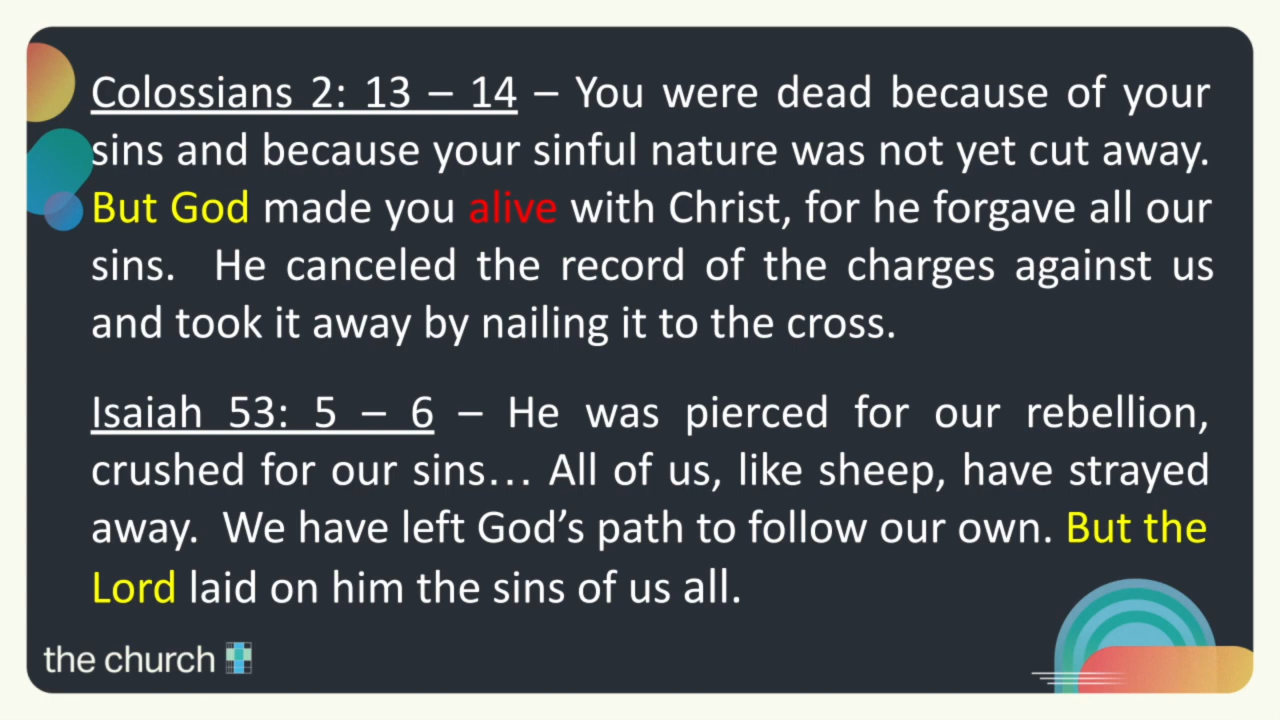 Colossians 2: 13 – 14 – You were dead because of your
sins and because your sinful nature was not yet cut away.
But God made you alive with Christ, for he forgave all our
sins.  He canceled the record of the charges against us
and took it away by nailing it to the cross.
Isaiah 53: 5 – 6 – He was pierced for our rebellion,
crushed for our sins… All of us, like sheep, have strayed
away.  We have left God’s path to follow our own. But the
Lord laid on him the sins of us all.
the church